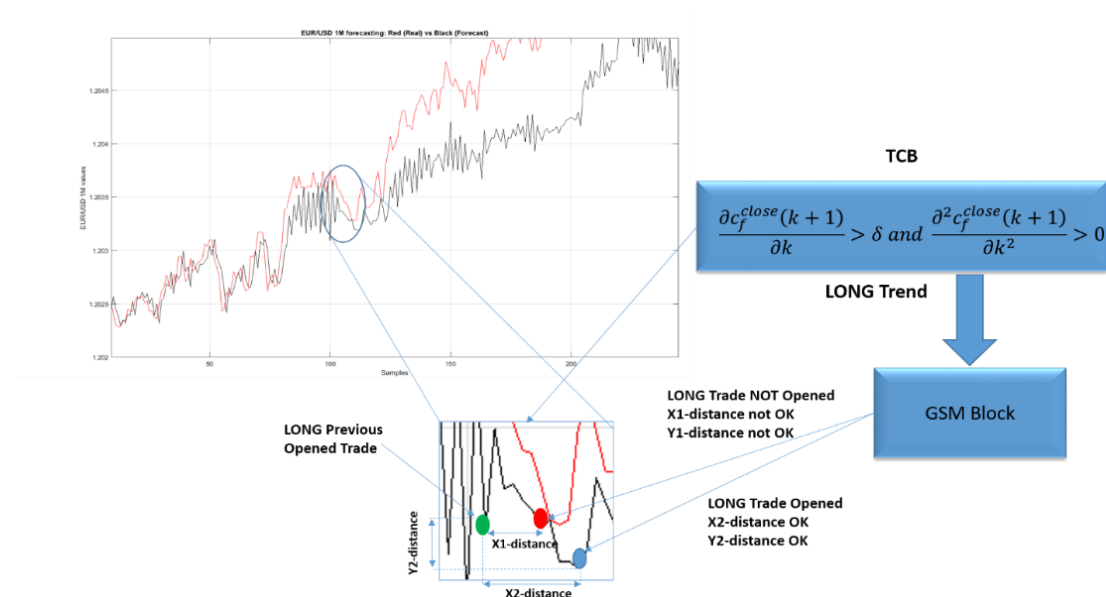 EUR/USD 1M forecasting: Red (Real) vs Black (Forecast)
1.2045
1.204
1.2035
1.203
1.2025
1.202
EUR/USD 1M values
50
100
150
200
Samples
TCB
∂c_f^{close}(k + 1)/∂k > δ and ∂²c_f^{close}(k + 1)/∂k² > 0
LONG Trend
GSM Block
LONG Trade NOT Opened
X1-distance not OK
Y1-distance not OK
LONG Previous
Opened Trade
LONG Trade Opened
X2-distance OK
Y2-distance OK
X1-distance
Y2-distance
X2-distance